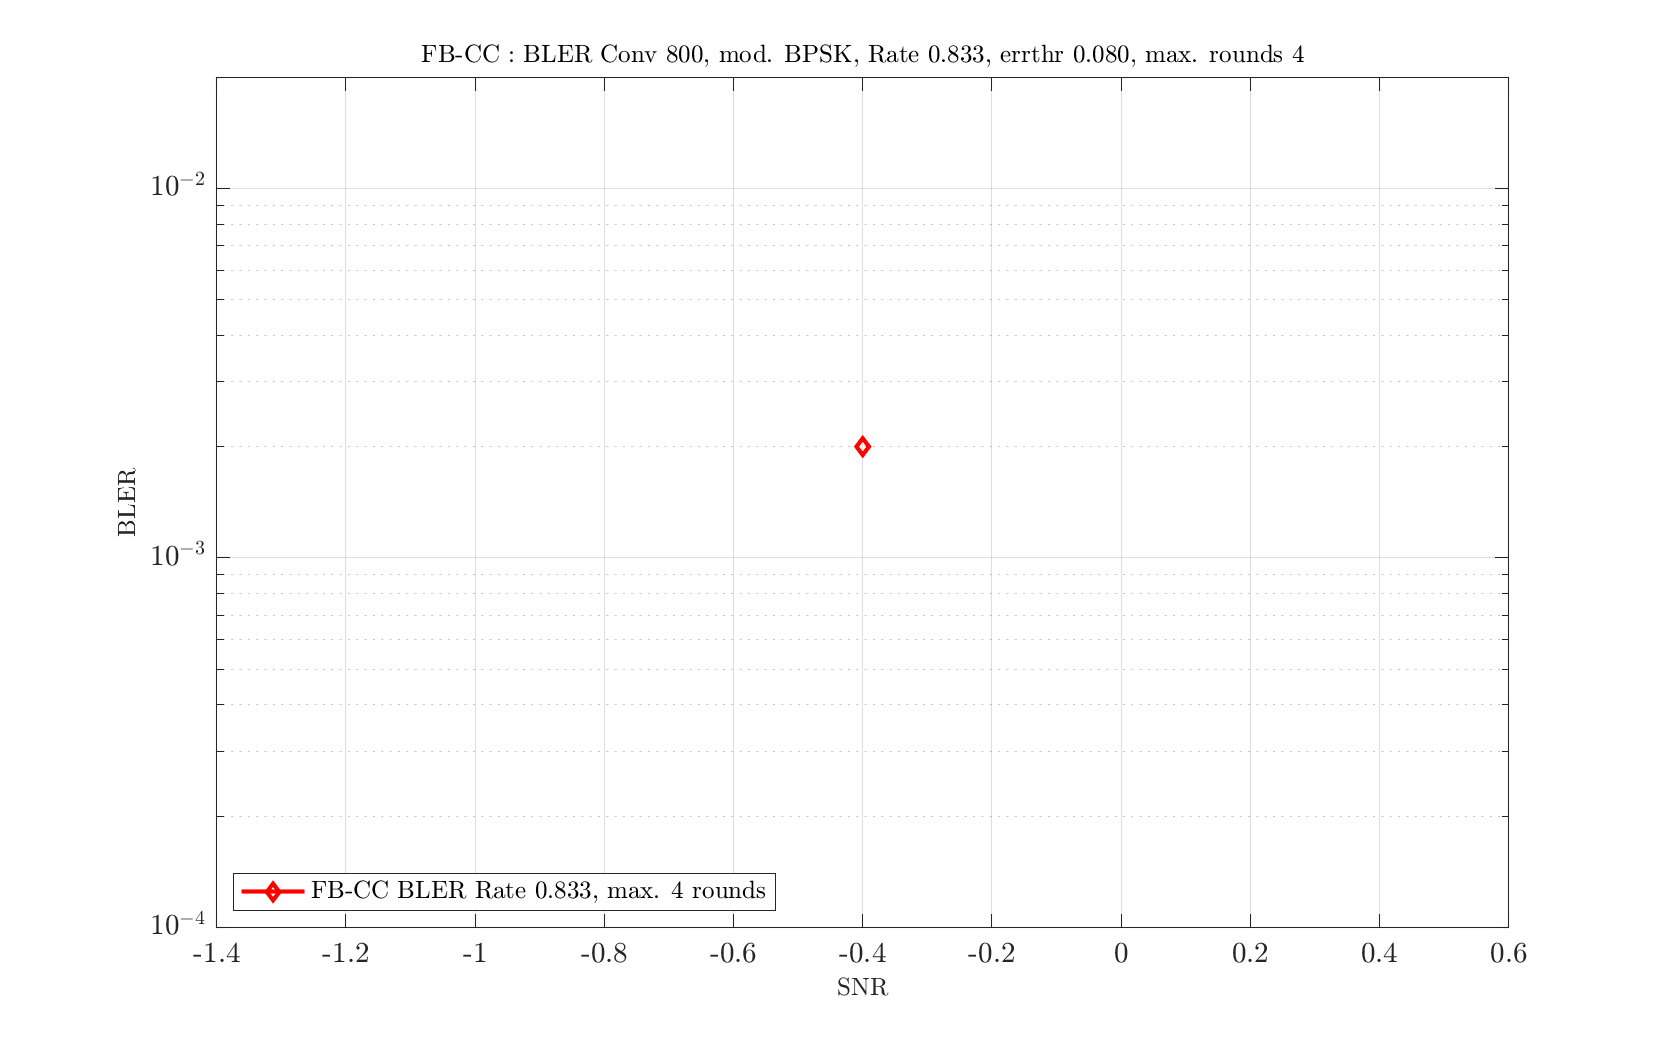 FB-CC : BLER Conv 800, mod. BPSK, Rate 0.833, errthr 0.080, max. rounds 4
10⁻²
10⁻³
10⁻⁴
BLER
FB-CC BLER Rate 0.833, max. 4 rounds
-1.4 -1.2 -1 -0.8 -0.6 -0.4 -0.2 0 0.2 0.4 0.6
SNR